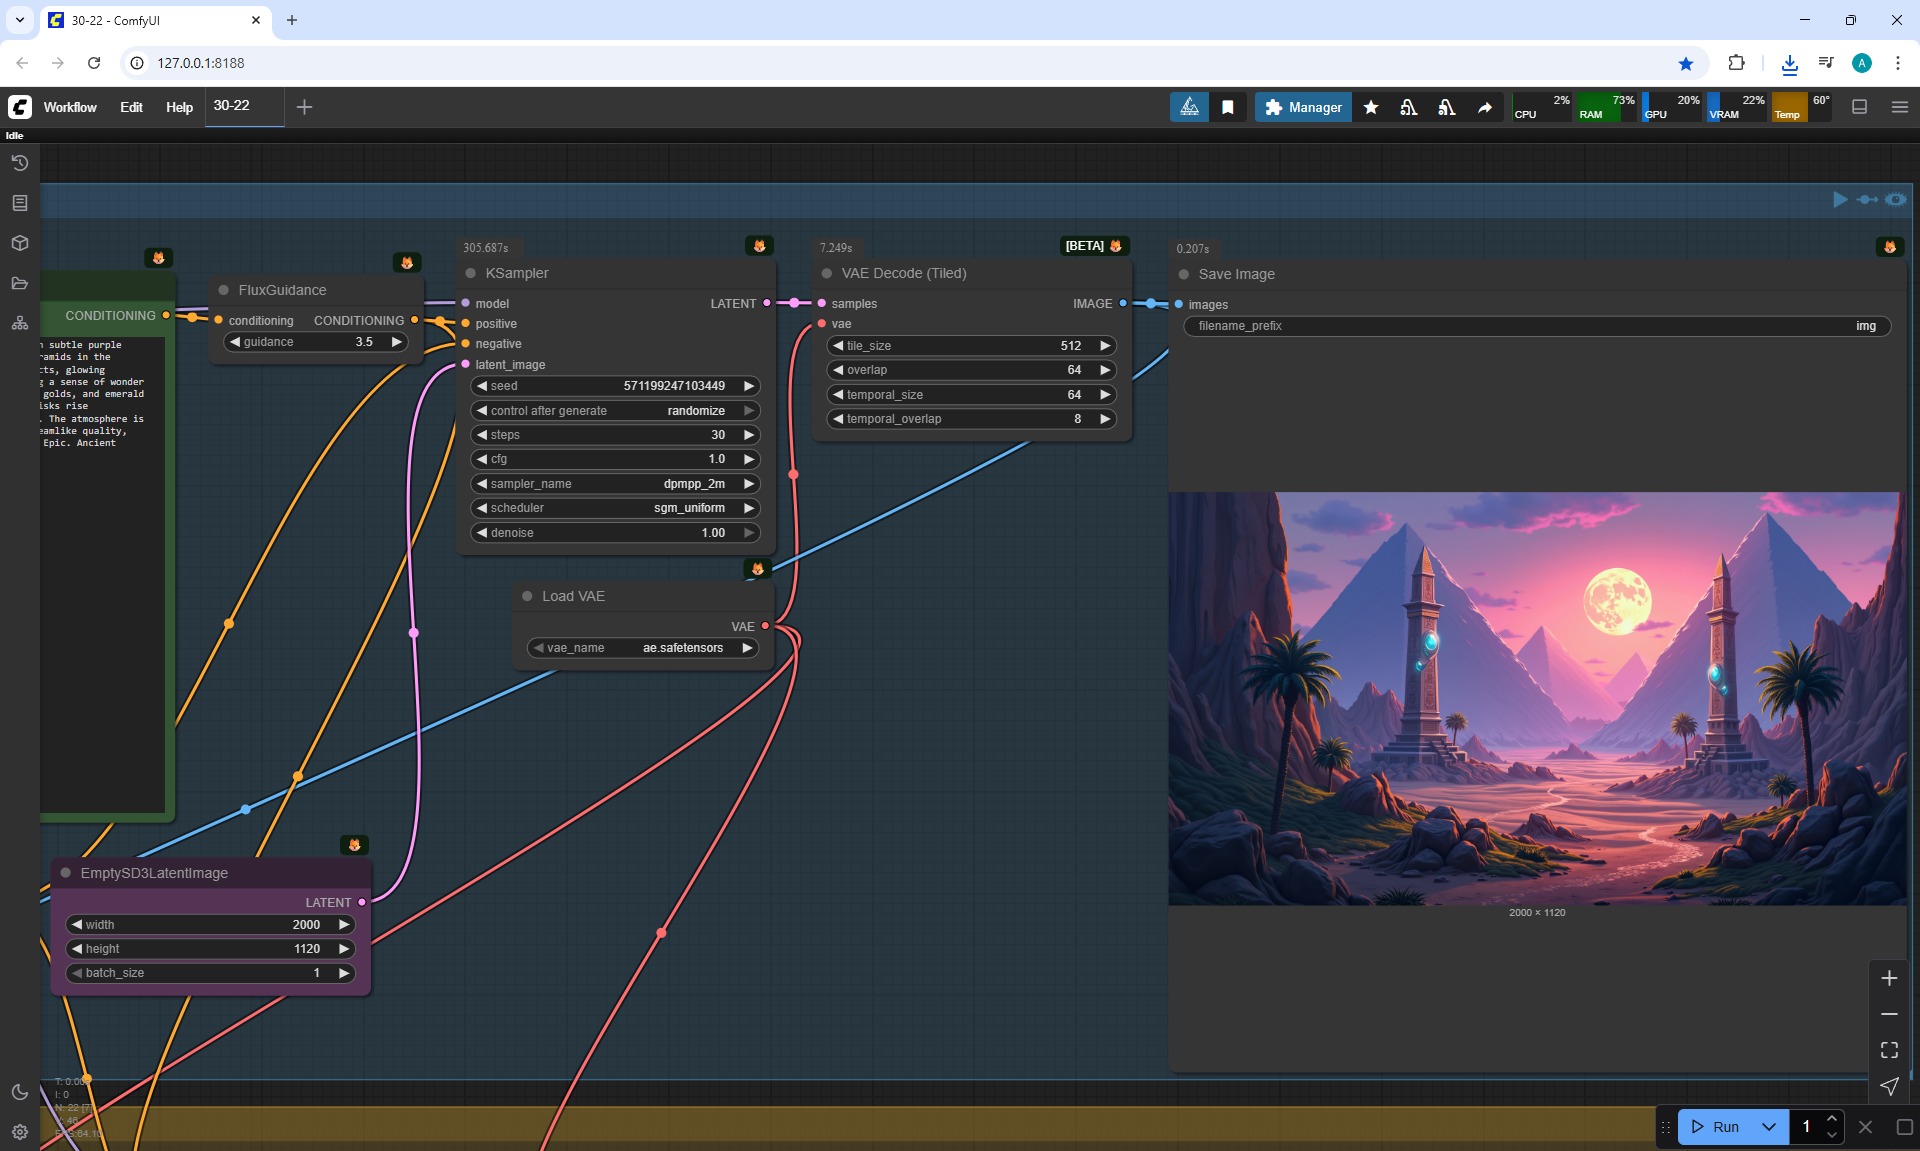 30-22 - ComfyUI
127.0.0.1:8188
A
Workflow Edit Help 30-22
Manager
CPU 2% RAM 73% GPU 20% VRAM 22% Temp 60°
Idle
305.687s
7.249s
[BETA]
0.207s
CONDITIONING
subtle purple
ramids in the
cts, glowing
g a sense of wonder
golds, and emerald
isks rise
. The atmosphere is
eamlike quality,
Epic. Ancient
FluxGuidance
conditioning CONDITIONING
guidance 3.5
KSampler
model LATENT
positive
negative
latent_image
seed 571199247103449
control after generate randomize
steps 30
cfg 1.0
sampler_name dpmpp_2m
scheduler sgm_uniform
denoise 1.00
VAE Decode (Tiled)
samples IMAGE
vae
tile_size 512
overlap 64
temporal_size 64
temporal_overlap 8
Save Image
images
filename_prefix img
2000 × 1120
Load VAE
VAE
vae_name ae.safetensors
EmptySD3LatentImage
LATENT
width 2000
height 1120
batch_size 1
I: 0
N: 22 [7]
Run 1